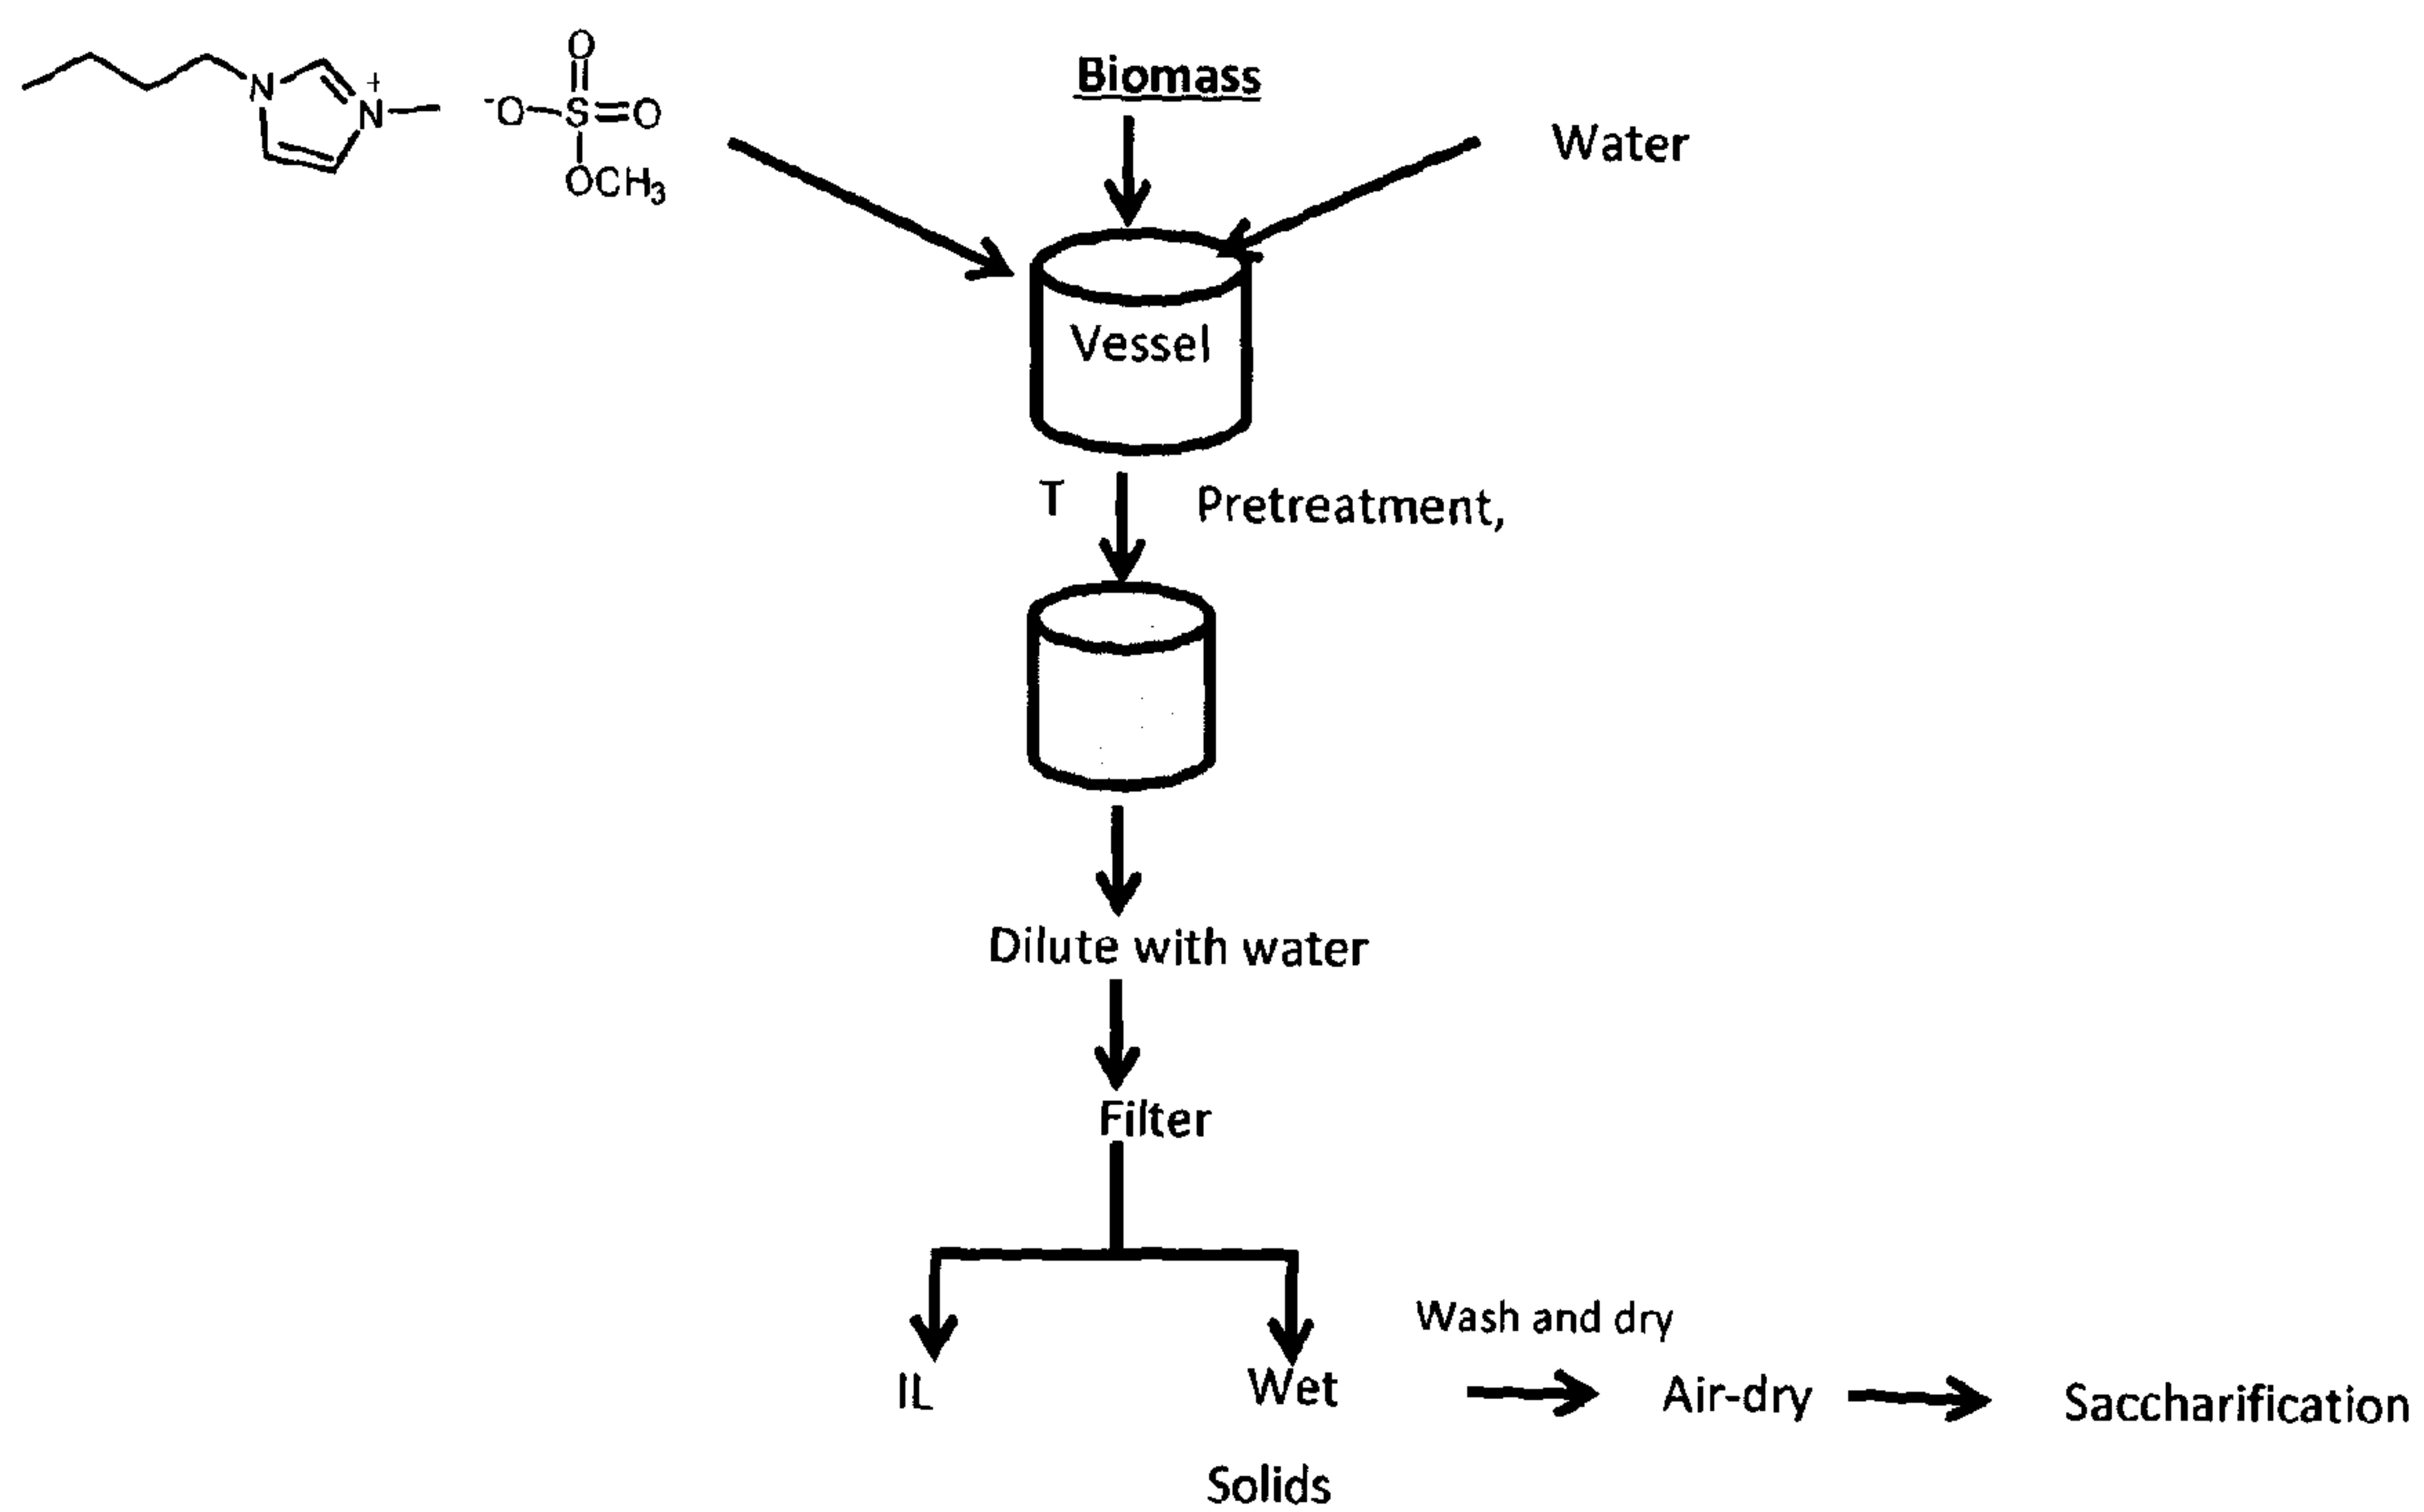 O
N
+
N
-O
S
O
OCH3
Biomass
Water
Vessel
T
Pretreatment,
Dilute with water
Filter
Wash and dry
IL
Wet
Air-dry
Saccharification
Solids